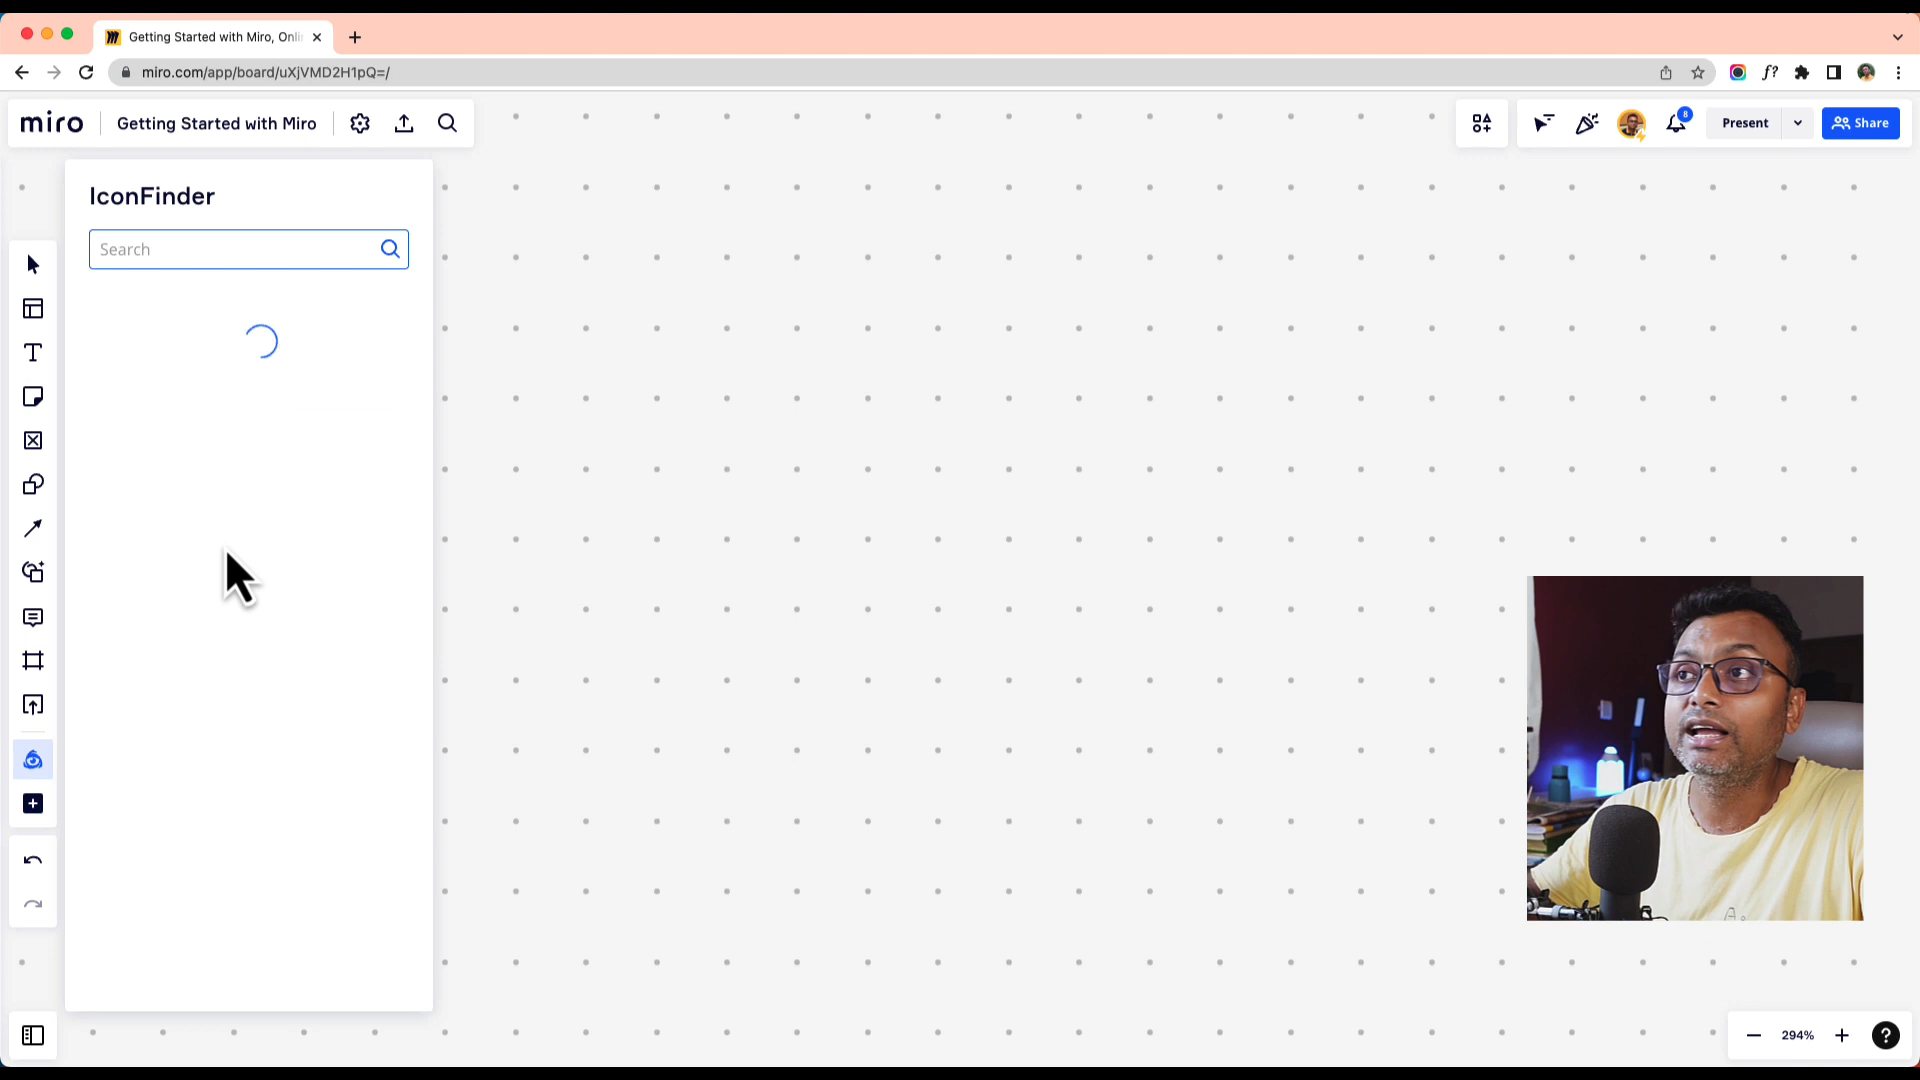 Getting Started with Miro, Onli
miro.com/app/board/uXjVMD2H1pQ=/
miro
Getting Started with Miro
8
Present
Share
IconFinder
Search
294%